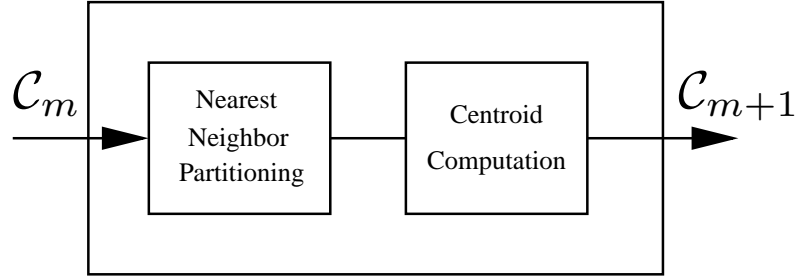 𝒞m
Nearest
Neighbor
Partitioning
Centroid
Computation
𝒞m+1